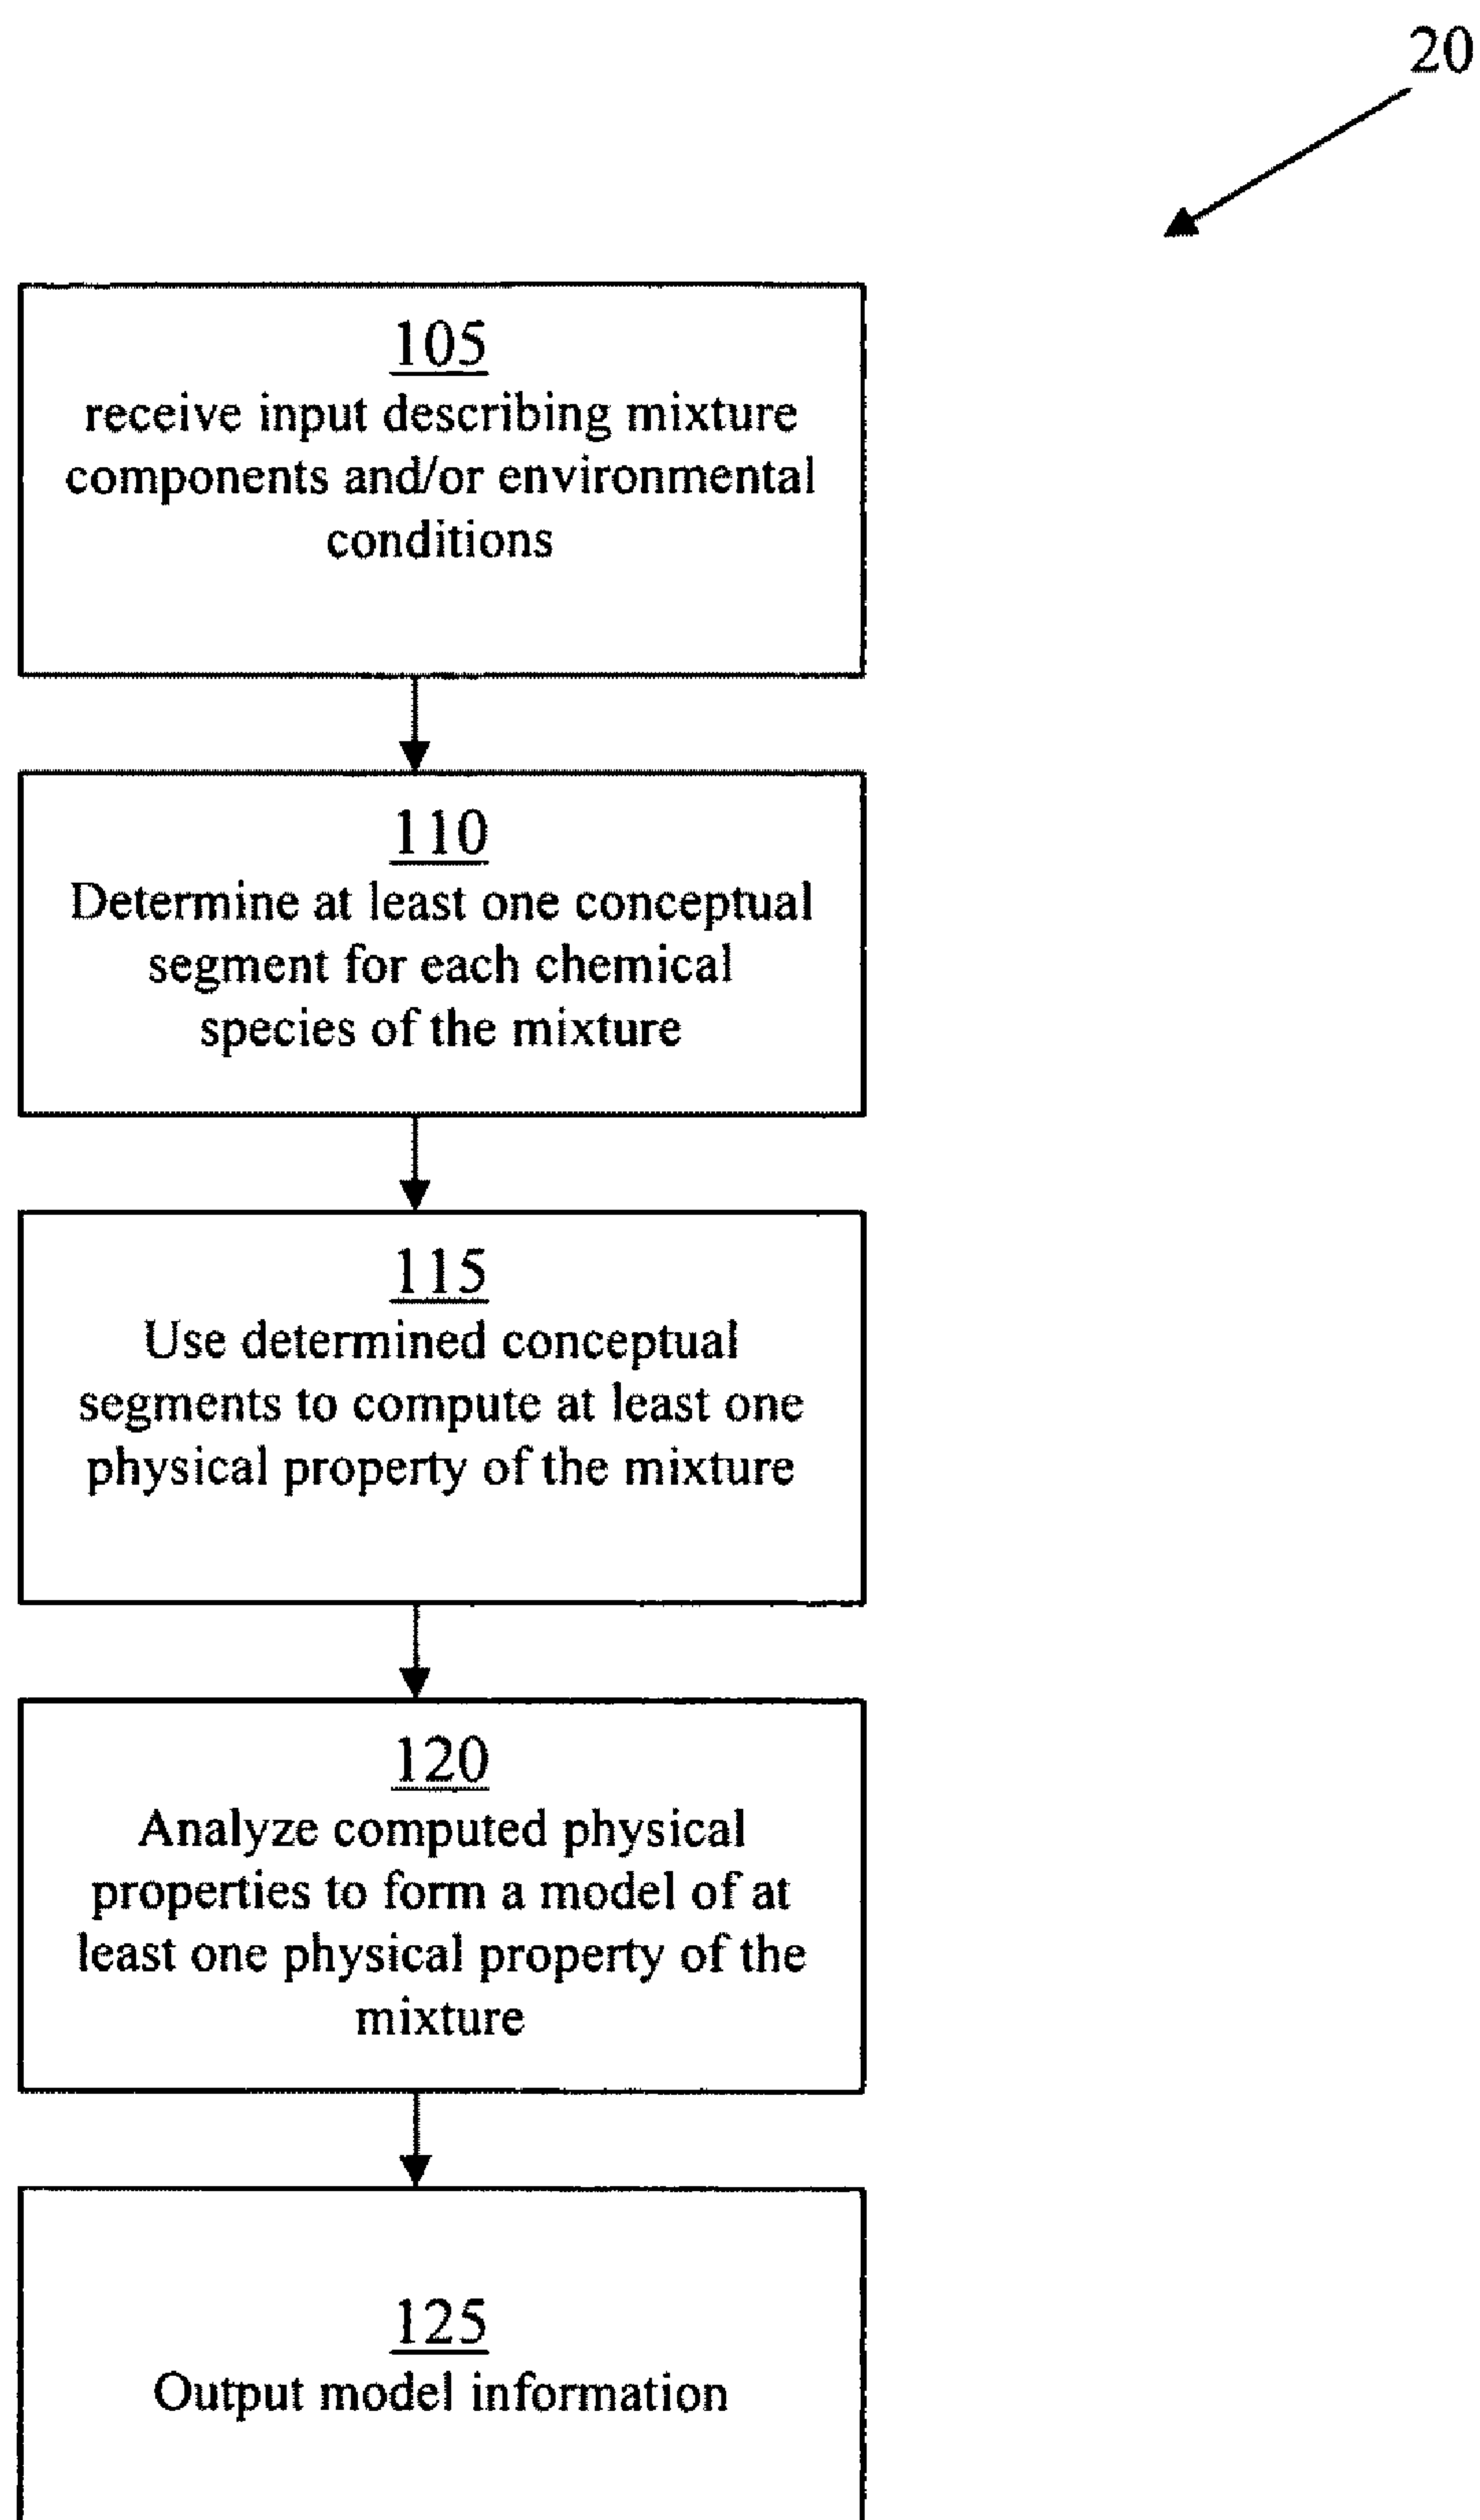 20
105
receive input describing mixture
components and/or environmental
conditions
110
Determine at least one conceptual
segment for each chemical
species of the mixture
115
Use determined conceptual
segments to compute at least one
physical property of the mixture
120
Analyze computed physical
properties to form a model of at
least one physical property of the
mixture
125
Output model information